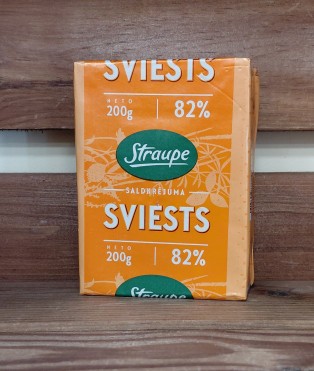 SVIESTS
NETO
200g
82%
Straupe
SALDKRĒJUMA
SVIESTS
NETO
200g
82%
Straupe